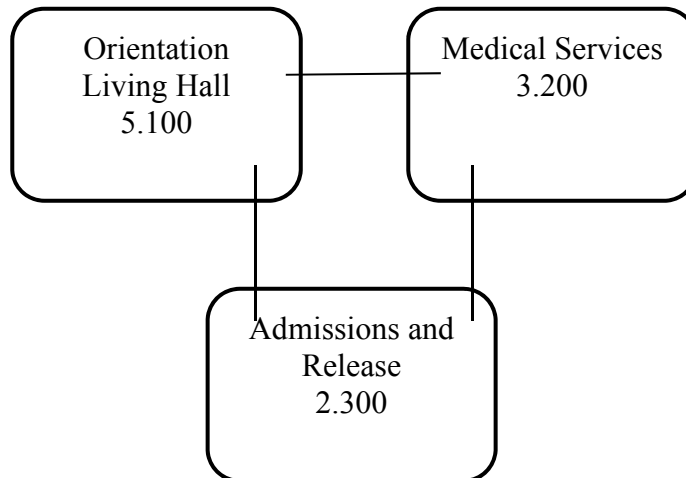 Orientation
Living Hall
5.100
Medical Services
3.200
Admissions and
Release
2.300